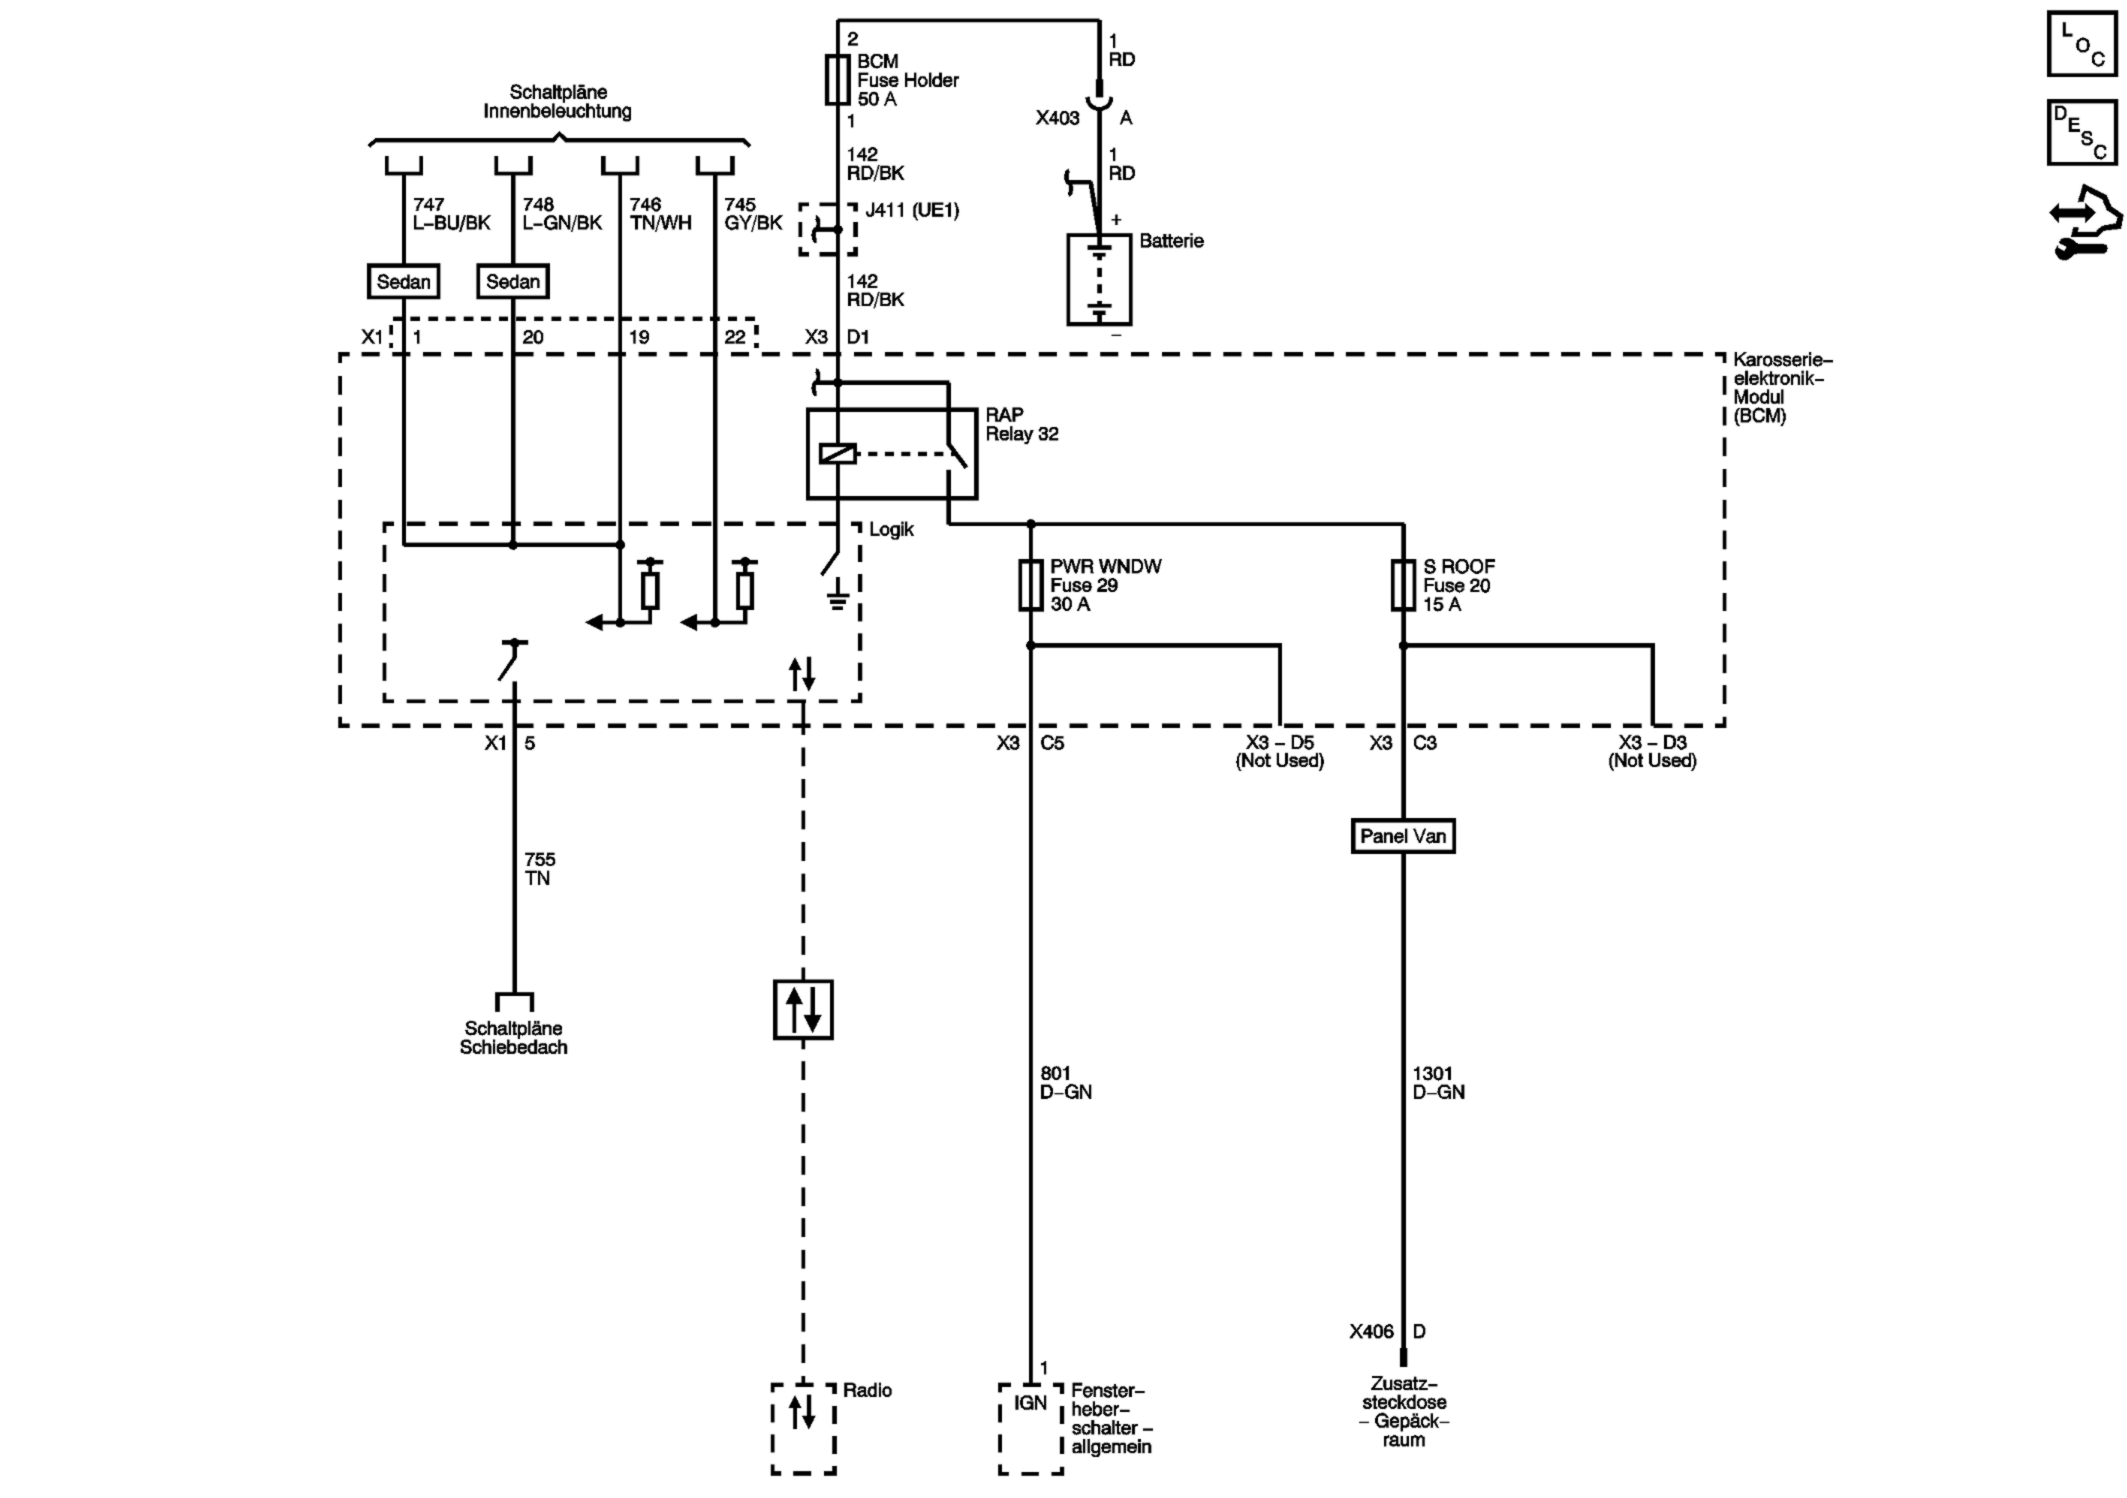 2
BCM
Fuse Holder
50 A
1
1
RD
X403 A
1
RD
142
RD/BK
J411 (UE1)
142
RD/BK
+
Batterie
–
L
O
C
D
E
S
C
Schaltpläne
Innenbeleuchtung
747
L–BU/BK
748
L–GN/BK
746
TN/WH
745
GY/BK
Sedan
Sedan
X1 1 20 19 22
X3 D1
Karosserie–
elektronik–
Modul
(BCM)
RAP
Relay 32
Logik
PWR WNDW
Fuse 29
30 A
S ROOF
Fuse 20
15 A
X1 5
X3 C5
X3 – D5
(Not Used)
X3 C3
X3 – D3
(Not Used)
Panel Van
755
TN
Schaltpläne
Schiebedach
801
D–GN
1301
D–GN
X406 D
1
Radio
IGN
Fenster–
heber–
schalter –
allgemein
Zusatz–
steckdose
– Gepäck–
raum